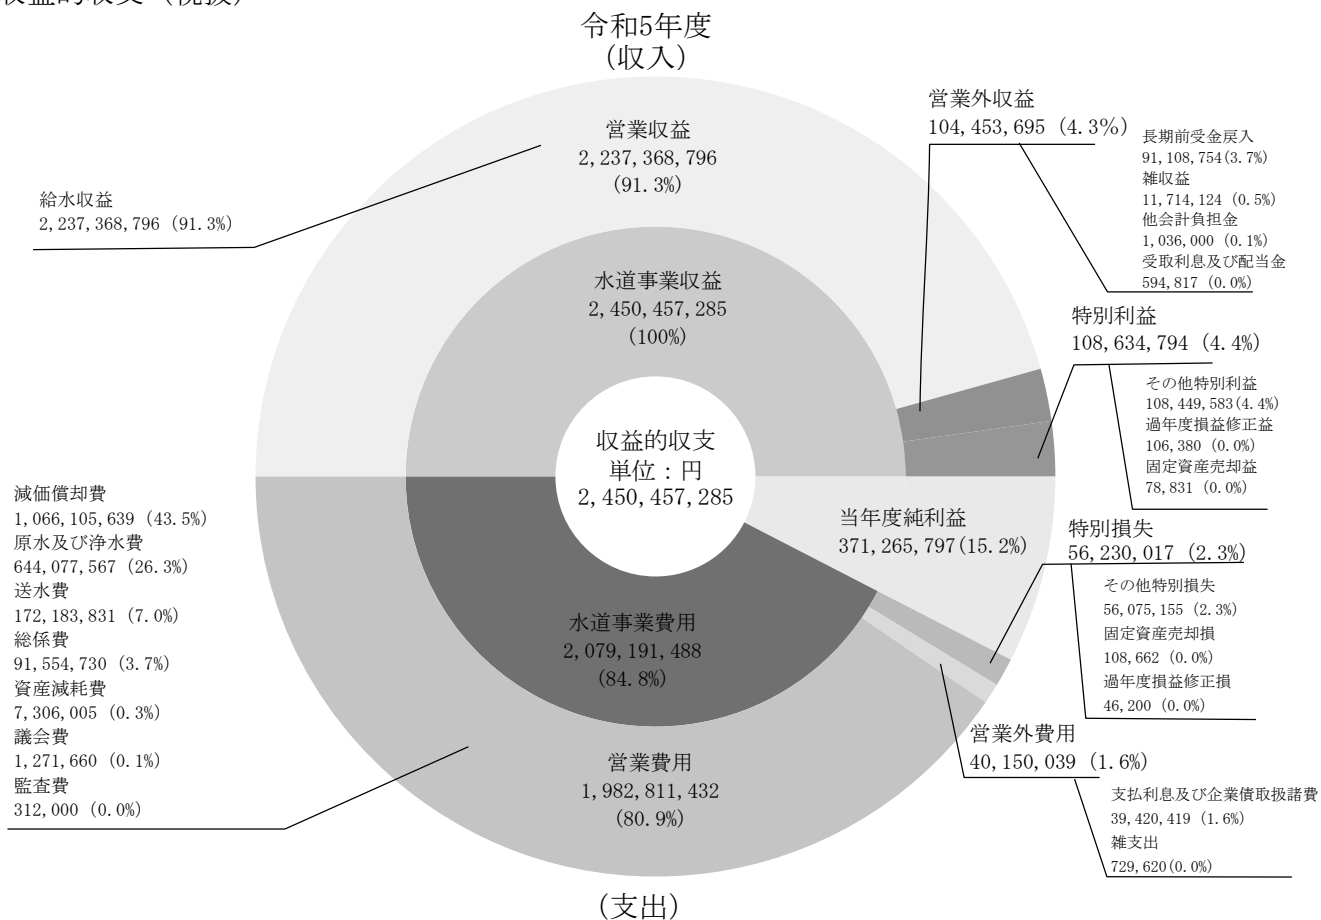 収益的収支（税抜）
令和5年度
（収入）
営業収益
2,237,368,796
(91.3%)
給水収益
2,237,368,796 (91.3%)
水道事業収益
2,450,457,285
(100%)
営業外収益
104,453,695 (4.3%)
長期前受金戻入
91,108,754(3.7%)
雑収益
11,714,124 (0.5%)
他会計負担金
1,036,000 (0.1%)
受取利息及び配当金
594,817 (0.0%)
特別利益
108,634,794 (4.4%)
その他特別利益
108,449,583(4.4%)
過年度損益修正益
106,380 (0.0%)
固定資産売却益
78,831 (0.0%)
収益的収支
単位：円
2,450,457,285
当年度純利益
371,265,797(15.2%)
特別損失
56,230,017 (2.3%)
その他特別損失
56,075,155 (2.3%)
固定資産売却損
108,662 (0.0%)
過年度損益修正損
46,200 (0.0%)
水道事業費用
2,079,191,488
(84.8%)
減価償却費
1,066,105,639 (43.5%)
原水及び浄水費
644,077,567 (26.3%)
送水費
172,183,831 (7.0%)
総係費
91,554,730 (3.7%)
資産減耗費
7,306,005 (0.3%)
議会費
1,271,660 (0.1%)
監査費
312,000 (0.0%)
営業費用
1,982,811,432
(80.9%)
営業外費用
40,150,039 (1.6%)
支払利息及び企業債取扱諸費
39,420,419 (1.6%)
雑支出
729,620(0.0%)
（支出）